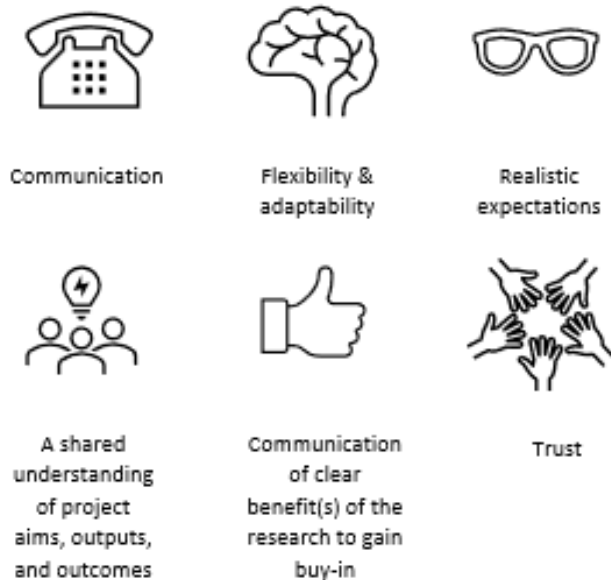 Communication
Flexibility &
adaptability
Realistic
expectations
A shared
understanding
of project
aims, outputs,
and outcomes
Communication
of clear
benefit(s) of the
research to gain
buy-in
Trust